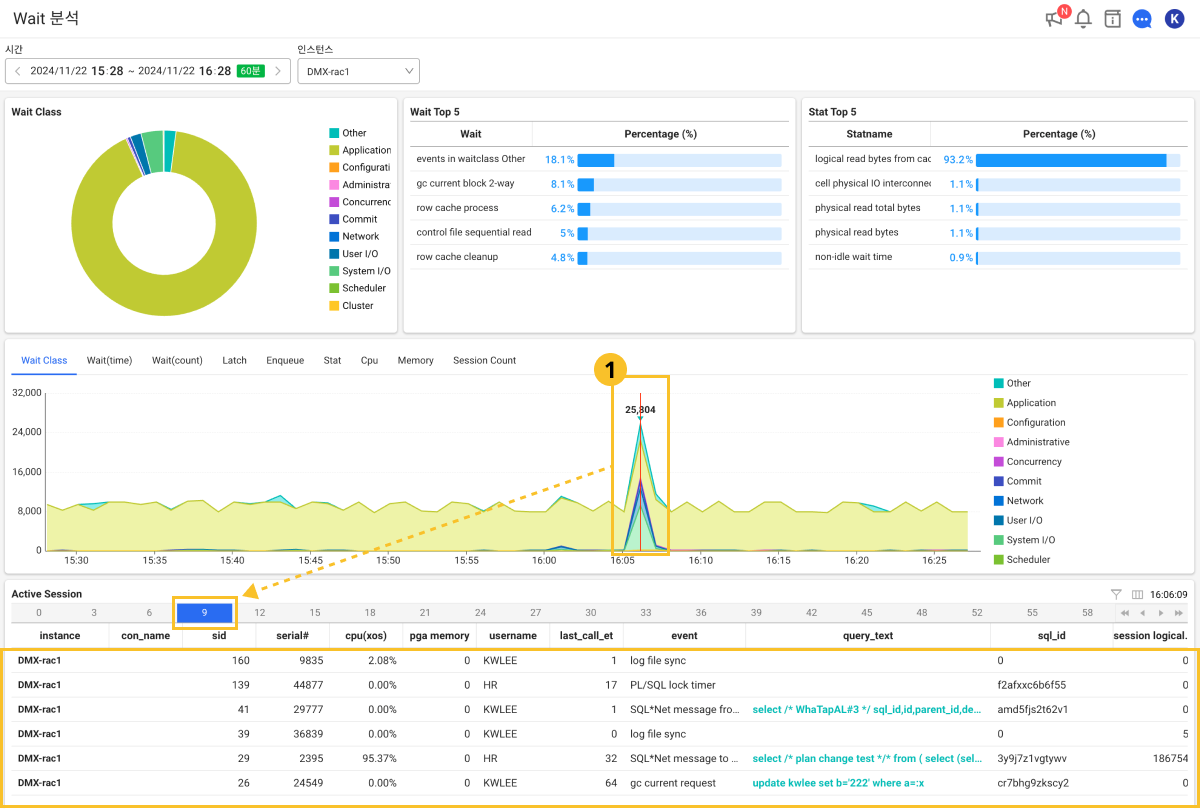 Wait 분석
N
K
시간
인스턴스
2024/11/22 15:28 ~ 2024/11/22 16:28 60분
DMX-rac1
Wait Class
Other
Application
Configurati
Administra
Concurrenc
Commit
Network
User I/O
System I/O
Scheduler
Cluster
Wait Top 5
Wait Percentage (%)
events in waitclass Other 18.1%
gc current block 2-way 8.1%
row cache process 6.2%
control file sequential read 5%
row cache cleanup 4.8%
Stat Top 5
Statname Percentage (%)
logical read bytes from cac 93.2%
cell physical IO interconnec 1.1%
physical read total bytes 1.1%
physical read bytes 1.1%
non-idle wait time 0.9%
Wait Class Wait(time) Wait(count) Latch Enqueue Stat Cpu Memory Session Count
1
25,804
32,000
24,000
16,000
8,000
0
15:30 15:35 15:40 15:45 15:50 15:55 16:00 16:05 16:10 16:15 16:20 16:25
Other
Application
Configuration
Administrative
Concurrency
Commit
Network
User I/O
System I/O
Scheduler
Active Session
16:06:09
0 3 6 9 12 15 18 21 24 27 30 33 36 39 42 45 48 52 55 58
instance con_name sid serial# cpu(xos) pga memory username last_call_et event query_text sql_id session logical.
DMX-rac1 160 9835 2.08% 0 KWLEE 1 log file sync 0 0
DMX-rac1 139 44877 0.00% 0 HR 17 PL/SQL lock timer f2afxxc6b6f55 0
DMX-rac1 41 29777 0.00% 0 KWLEE 1 SQL*Net message fro... select /* WhaTapAL#3 */ sql_id,id,parent_id,de... amd5fjs2t62v1 0
DMX-rac1 39 36839 0.00% 0 KWLEE 0 log file sync 0 5
DMX-rac1 29 2395 95.37% 0 HR 32 SQL*Net message to ... select /* plan change test */* from ( select (sel... 3y9j7z1vgtywv 186754
DMX-rac1 26 24549 0.00% 0 KWLEE 64 gc current request update kwlee set b='222' where a=:x cr7bhg9zkscy2 0